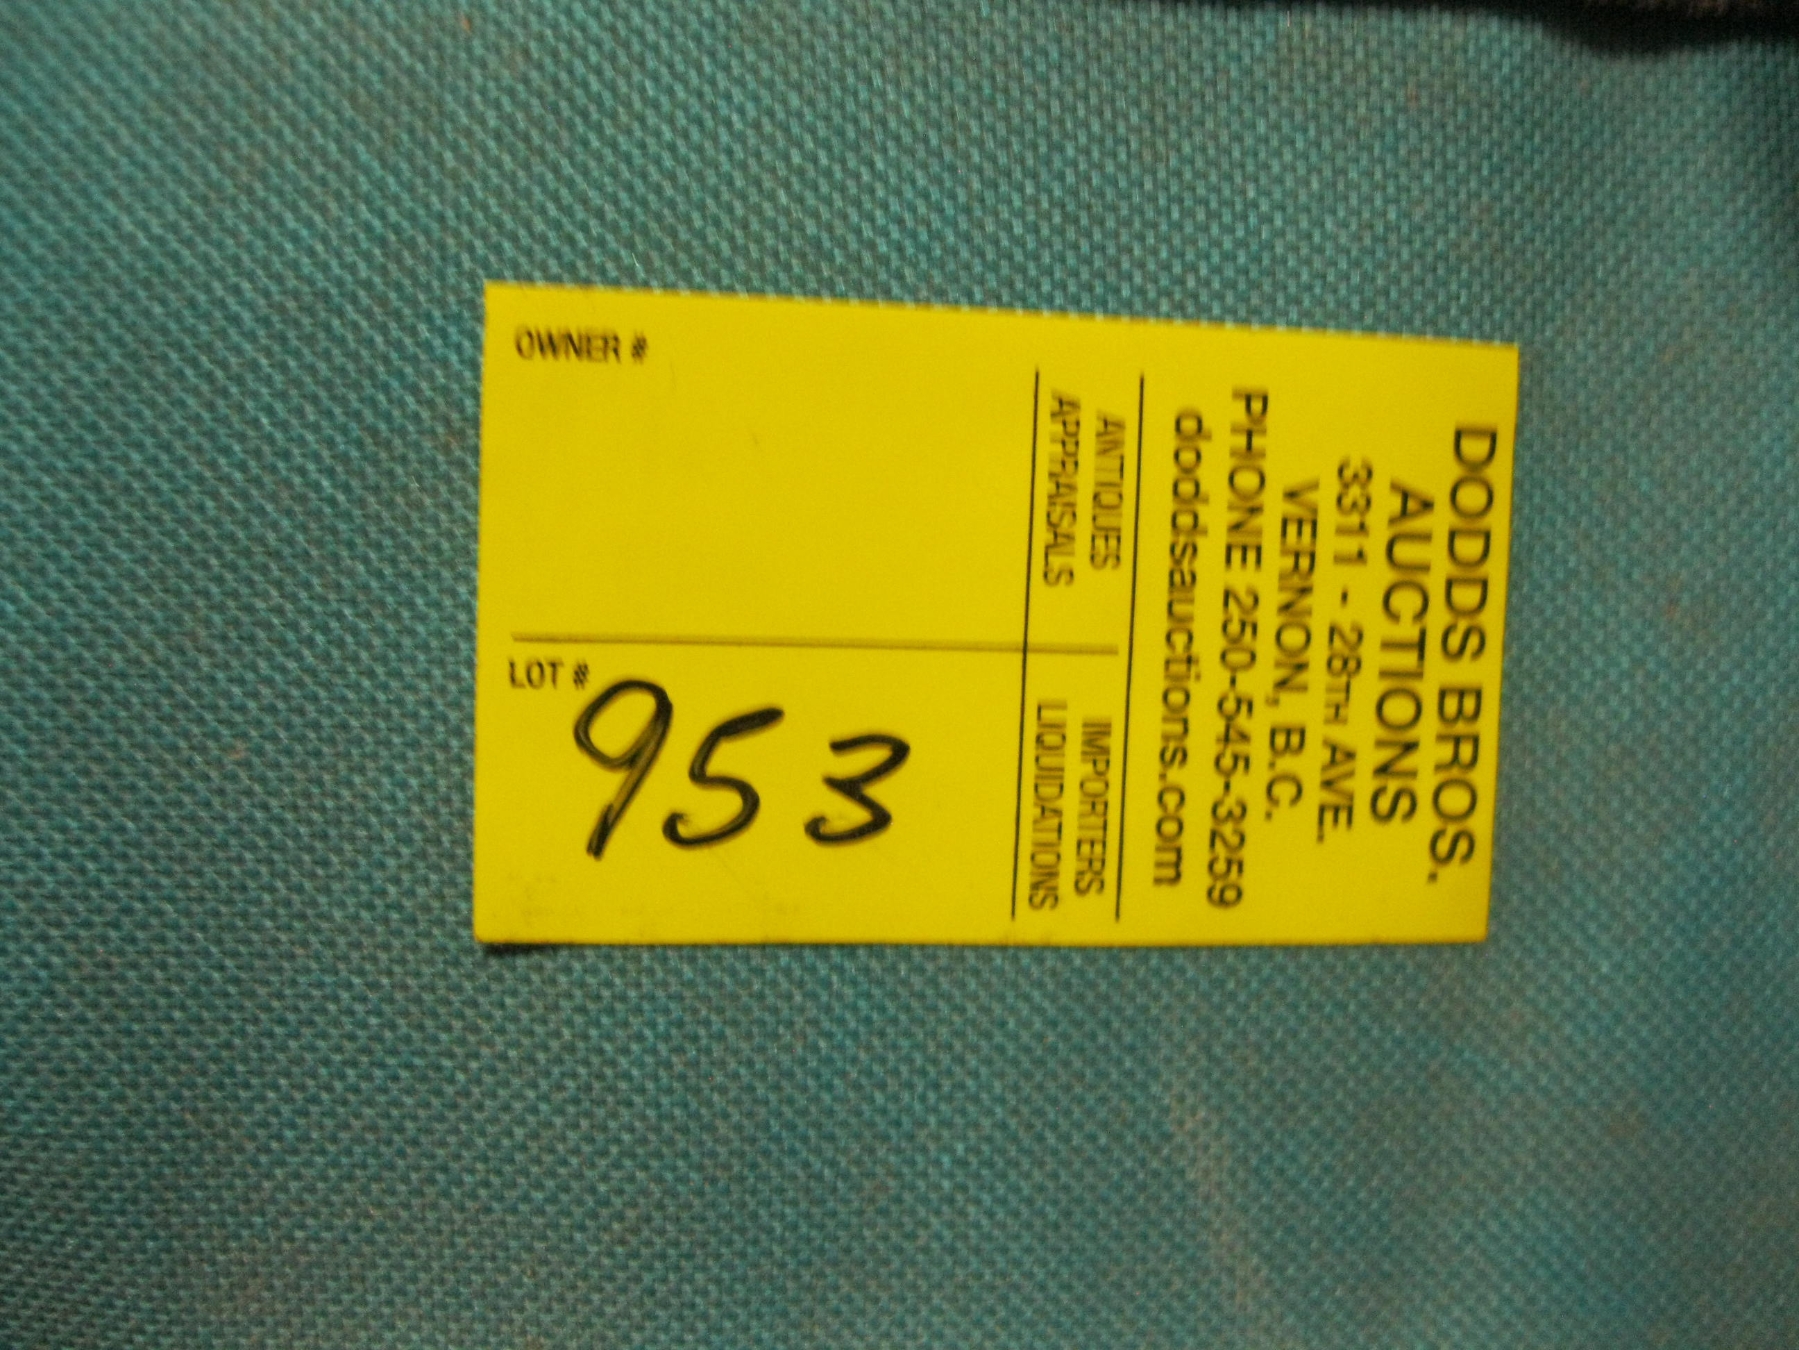 DODDS BROS.
AUCTIONS
3311 - 28TH AVE.
VERNON, B.C.
PHONE 250-545-3259
doddsauctions.com
ANTIQUES IMPORTERS
APPRAISALS LIQUIDATIONS
OWNER #
LOT # 953